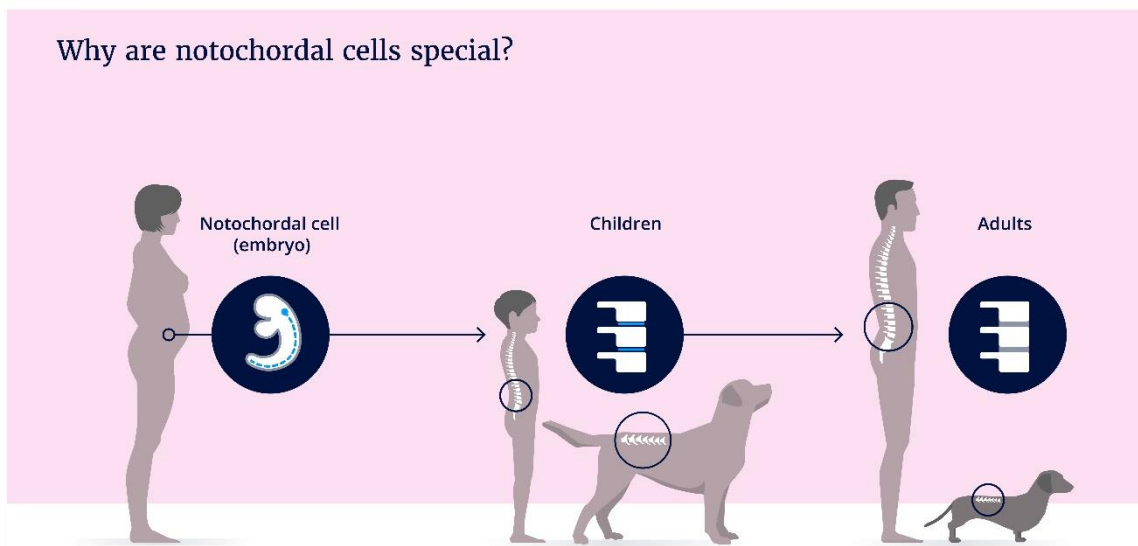 Why are notochordal cells special?
Notochordal cell
(embryo)
Children
Adults